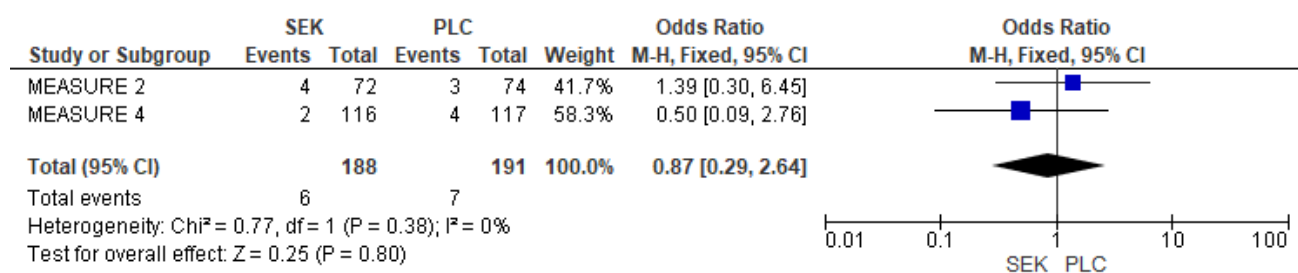 SEK PLC Odds Ratio Odds Ratio
Study or Subgroup Events Total Events Total Weight M-H, Fixed, 95% CI M-H, Fixed, 95% CI
MEASURE 2 4 72 3 74 41.7% 1.39 [0.30, 6.45]
MEASURE 4 2 116 4 117 58.3% 0.50 [0.09, 2.76]
Total (95% CI) 188 191 100.0% 0.87 [0.29, 2.64]
Total events 6 7
Heterogeneity: Chi² = 0.77, df = 1 (P = 0.38); I² = 0%
Test for overall effect: Z = 0.25 (P = 0.80)
0.01 0.1 1 10 100
SEK PLC